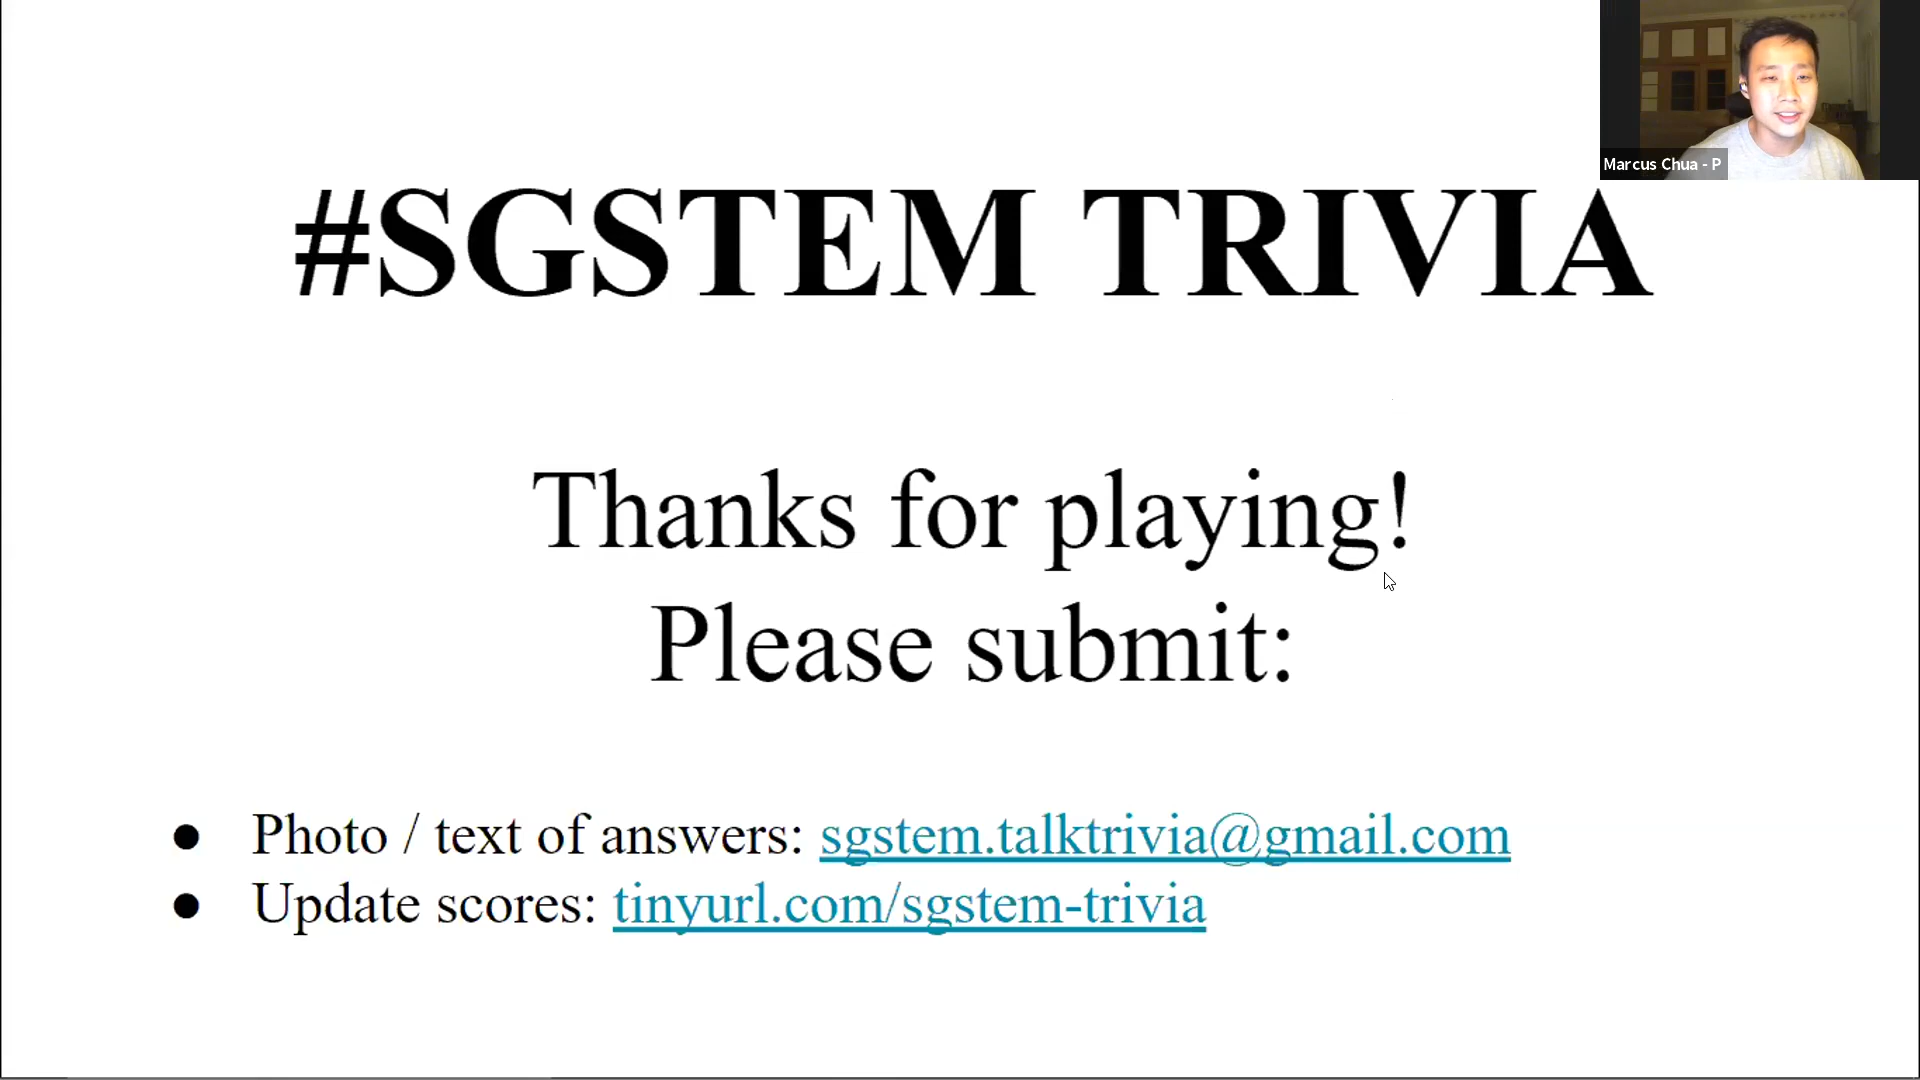 Marcus Chua - P
#SGSTEM TRIVIA
Thanks for playing!
Please submit:
● Photo / text of answers: sgstem.talktrivia@gmail.com
● Update scores: tinyurl.com/sgstem-trivia